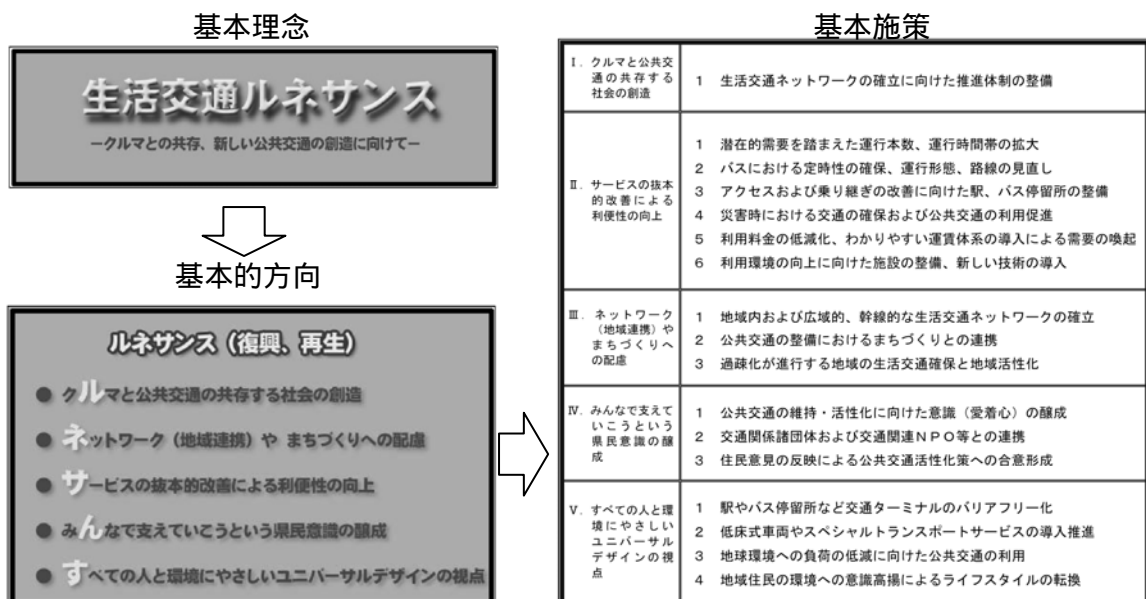 基本理念
生活交通ルネサンス
－クルマとの共存、新しい公共交通の創造に向けて－
基本的方向
ルネサンス（復興、再生）
● クルマと公共交通の共存する社会の創造
● ネットワーク（地域連携）や まちづくりへの配慮
● サービスの抜本的改善による利便性の向上
● みんなで支えていこうという県民意識の醸成
● すべての人と環境にやさしいユニバーサルデザインの視点
基本施策
Ⅰ．クルマと公共交
通の共存する
社会の創造
1 生活交通ネットワークの確立に向けた推進体制の整備
Ⅱ．サービスの抜本
的改善による
利便性の向上
1 潜在的需要を踏まえた運行本数、運行時間帯の拡大
2 バスにおける定時性の確保、運行形態、路線の見直し
3 アクセスおよび乗り継ぎの改善に向けた駅、バス停留所の整備
4 災害時における交通の確保および公共交通の利用促進
5 利用料金の低減化、わかりやすい運賃体系の導入による需要の喚起
6 利用環境の向上に向けた施設の整備、新しい技術の導入
Ⅲ．ネットワーク
（地域連携）や
まちづくりへ
の配慮
1 地域内および広域的、幹線的な生活交通ネットワークの確立
2 公共交通の整備におけるまちづくりとの連携
3 過疎化が進行する地域の生活交通確保と地域活性化
Ⅳ．みんなで支えて
いこうという
県民意識の醸
成
1 公共交通の維持・活性化に向けた意識（愛着心）の醸成
2 交通関係諸団体および交通関連ＮＰＯ等との連携
3 住民意見の反映による公共交通活性化策への合意形成
Ⅴ．すべての人と環
境にやさしい
ユニバーサル
デザインの視
点
1 駅やバス停留所など交通ターミナルのバリアフリー化
2 低床式車両やスペシャルトランスポートサービスの導入推進
3 地球環境への負荷の低減に向けた公共交通の利用
4 地域住民の環境への意識高揚によるライフスタイルの転換